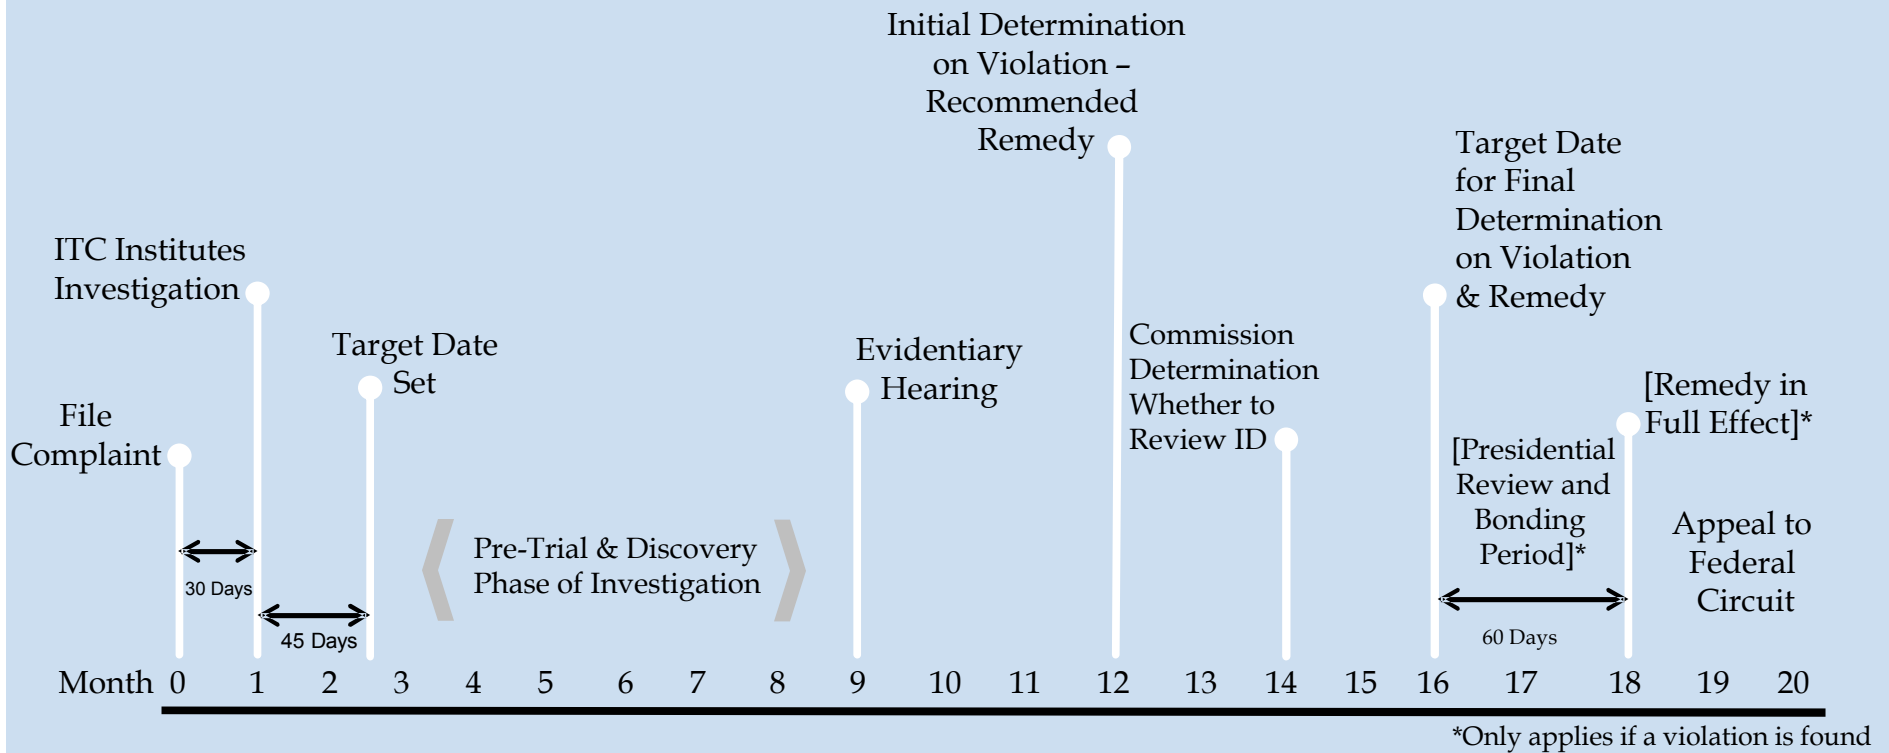 Initial Determination
on Violation –
Recommended
Remedy
Target Date
for Final
Determination
on Violation
& Remedy
ITC Institutes
Investigation
Target Date
Set
Evidentiary
Hearing
Commission
Determination
Whether to
Review ID
File
Complaint
[Remedy in
Full Effect]*
[Presidential
Review and
Bonding
Period]*
Appeal to
Federal
Circuit
Pre-Trial & Discovery
Phase of Investigation
30 Days
45 Days
60 Days
Month 0 1 2 3 4 5 6 7 8 9 10 11 12 13 14 15 16 17 18 19 20
*Only applies if a violation is found